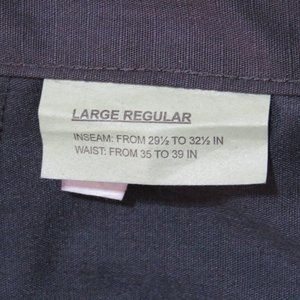 LARGE REGULAR
INSEAM: FROM 29½ TO 32½ IN
WAIST: FROM 35 TO 39 IN